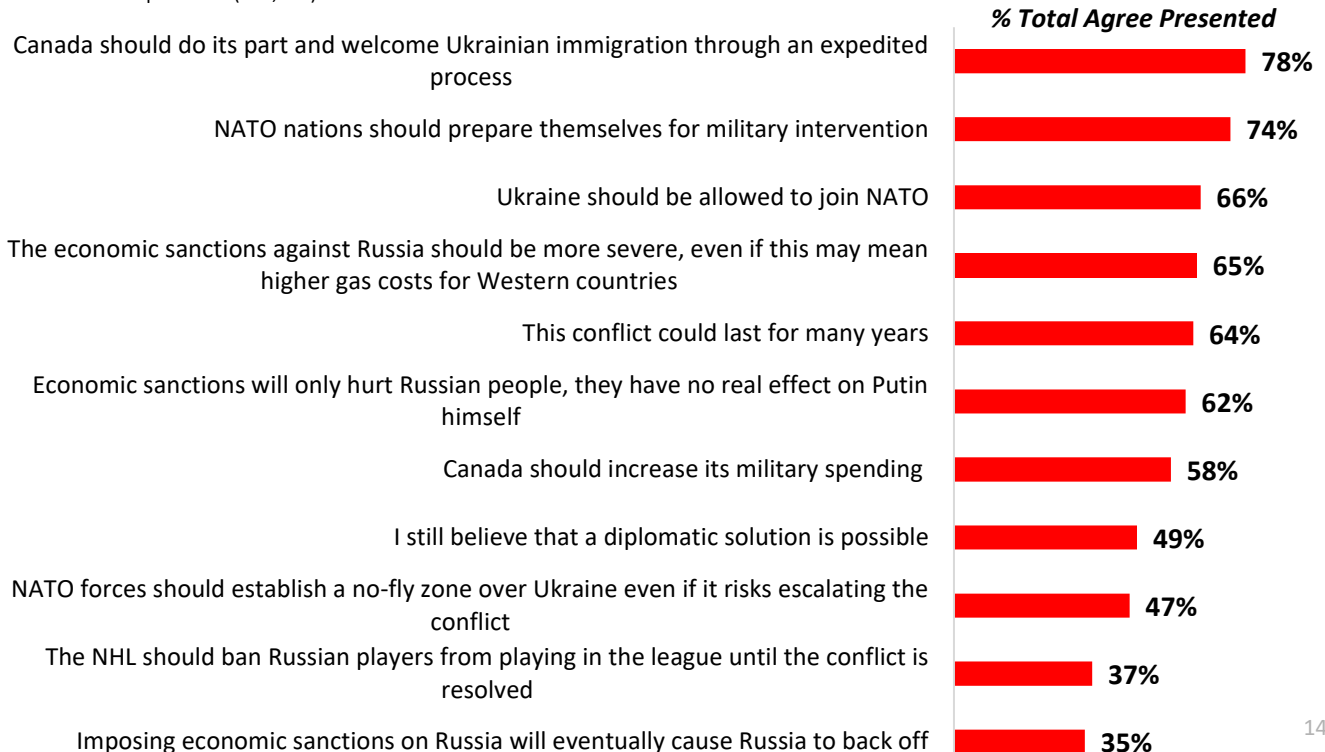 % Total Agree Presented
Canada should do its part and welcome Ukrainian immigration through an expedited
process
78%
NATO nations should prepare themselves for military intervention
74%
Ukraine should be allowed to join NATO
66%
The economic sanctions against Russia should be more severe, even if this may mean
higher gas costs for Western countries
65%
This conflict could last for many years
64%
Economic sanctions will only hurt Russian people, they have no real effect on Putin
himself
62%
Canada should increase its military spending
58%
I still believe that a diplomatic solution is possible
49%
NATO forces should establish a no-fly zone over Ukraine even if it risks escalating the
conflict
47%
The NHL should ban Russian players from playing in the league until the conflict is
resolved
37%
Imposing economic sanctions on Russia will eventually cause Russia to back off
35%
14